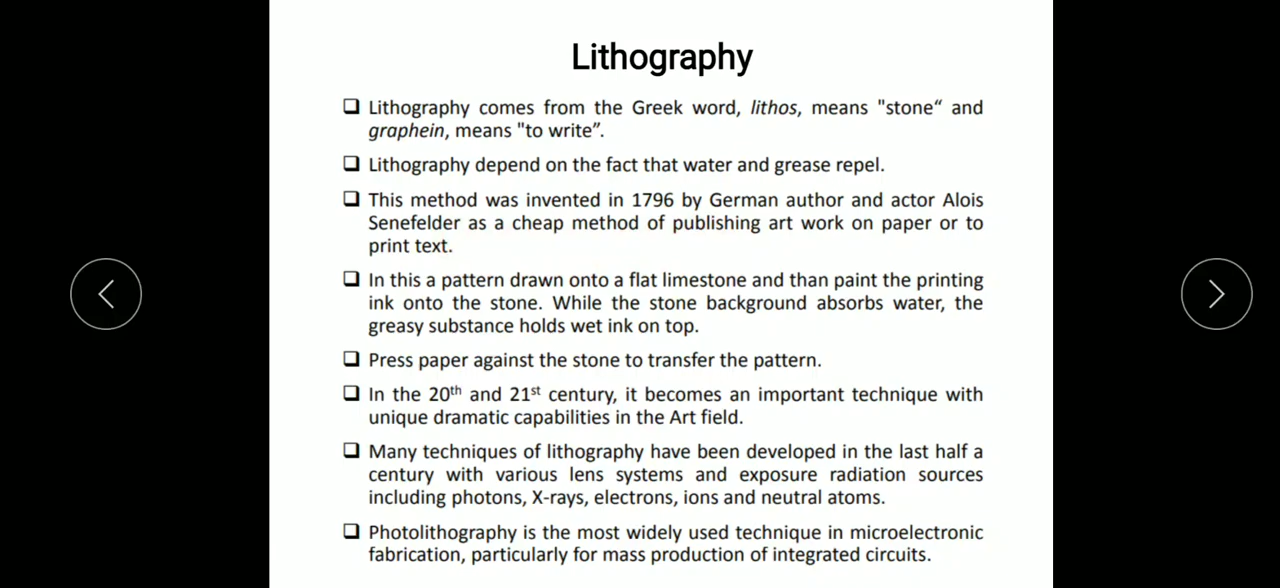 Lithography
❑ Lithography comes from the Greek word, lithos, means "stone“ and
graphein, means "to write”.
❑ Lithography depend on the fact that water and grease repel.
❑ This method was invented in 1796 by German author and actor Alois
Senefelder as a cheap method of publishing art work on paper or to
print text.
❑ In this a pattern drawn onto a flat limestone and than paint the printing
ink onto the stone. While the stone background absorbs water, the
greasy substance holds wet ink on top.
❑ Press paper against the stone to transfer the pattern.
❑ In the 20th and 21st century, it becomes an important technique with
unique dramatic capabilities in the Art field.
❑ Many techniques of lithography have been developed in the last half a
century with various lens systems and exposure radiation sources
including photons, X-rays, electrons, ions and neutral atoms.
❑ Photolithography is the most widely used technique in microelectronic
fabrication, particularly for mass production of integrated circuits.